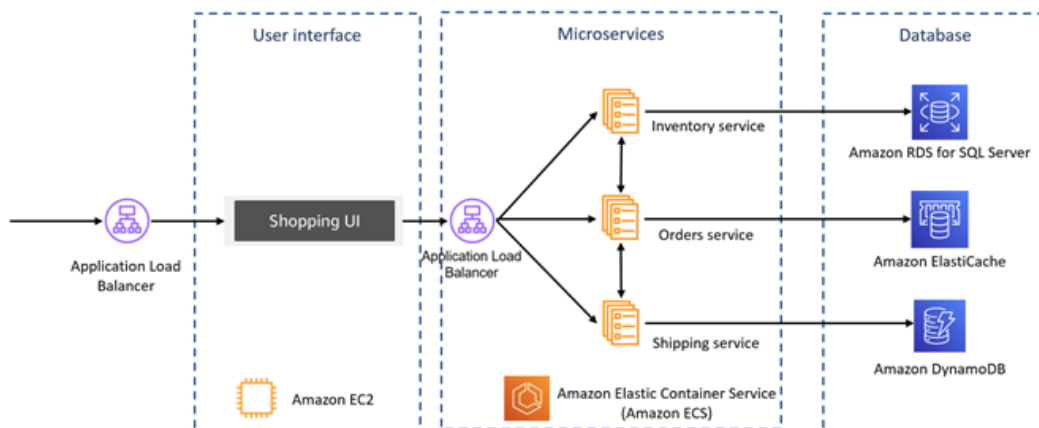 User interface
Microservices
Database
Inventory service
Amazon RDS for SQL Server
Shopping UI
Application Load
Balancer
Application Load
Balancer
Orders service
Amazon ElastiCache
Shipping service
Amazon DynamoDB
Amazon EC2
Amazon Elastic Container Service
(Amazon ECS)